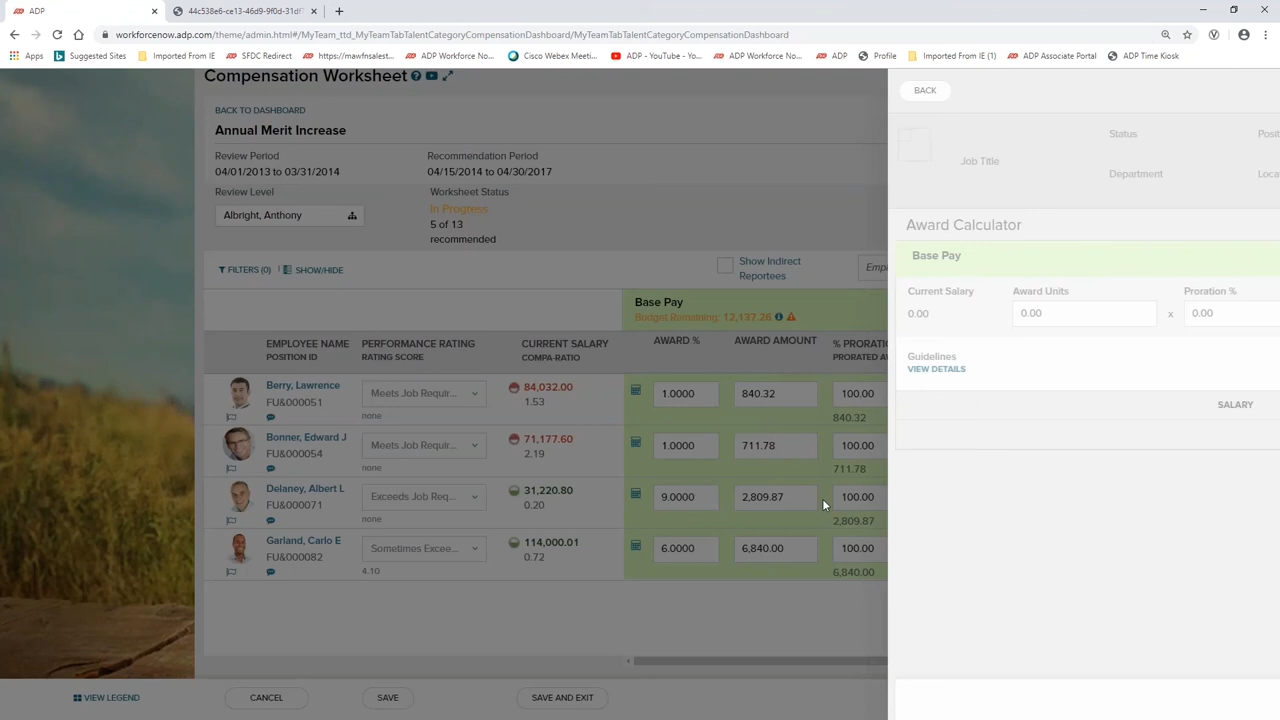 ADP
44c538e6-ce13-46d9-9f0d-31df
workforcenow.adp.com/theme/admin.html#/MyTeam_ttd_MyTeamTabTalentCategoryCompensationDashboard/MyTeamTabTalentCategoryCompensationDashboard
Apps Suggested Sites Imported From IE SFDC Redirect https://mawfnsalest... ADP Workforce No... Cisco Webex Meeti... ADP - YouTube - Yo... ADP Workforce No... ADP Profile Imported From IE (1) ADP Associate Portal ADP Time Kiosk
Compensation Worksheet
BACK
BACK TO DASHBOARD
Annual Merit Increase
Status Posit
Job Title
Review Period Recommendation Period
04/01/2013 to 03/31/2014 04/15/2014 to 04/30/2017
Department Loca
Review Level Worksheet Status
Albright, Anthony In Progress
5 of 13
recommended
Award Calculator
Base Pay
FILTERS (0) SHOW/HIDE
Show Indirect
Reportees
Empl
Current Salary Award Units Proration %
0.00 0.00 x 0.00
Base Pay
Budget Remaining: 12,137.26
EMPLOYEE NAME PERFORMANCE RATING CURRENT SALARY AWARD % AWARD AMOUNT % PRORATI
POSITION ID RATING SCORE COMPA-RATIO PRORATED AW
Guidelines
VIEW DETAILS
SALARY
Berry, Lawrence Meets Job Requir... 84,032.00 1.0000 840.32 100.00
FU&000051 1.53
none 840.32
Bonner, Edward J Meets Job Requir... 71,177.60 1.0000 711.78 100.00
FU&000054 2.19
none 711.78
Delaney, Albert L Exceeds Job Req... 31,220.80 9.0000 2,809.87 100.00
FU&000071 0.20
none 2,809.87
Garland, Carlo E Sometimes Excee... 114,000.01 6.0000 6,840.00 100.00
FU&000082 0.72
4.10 6,840.00
VIEW LEGEND CANCEL SAVE SAVE AND EXIT